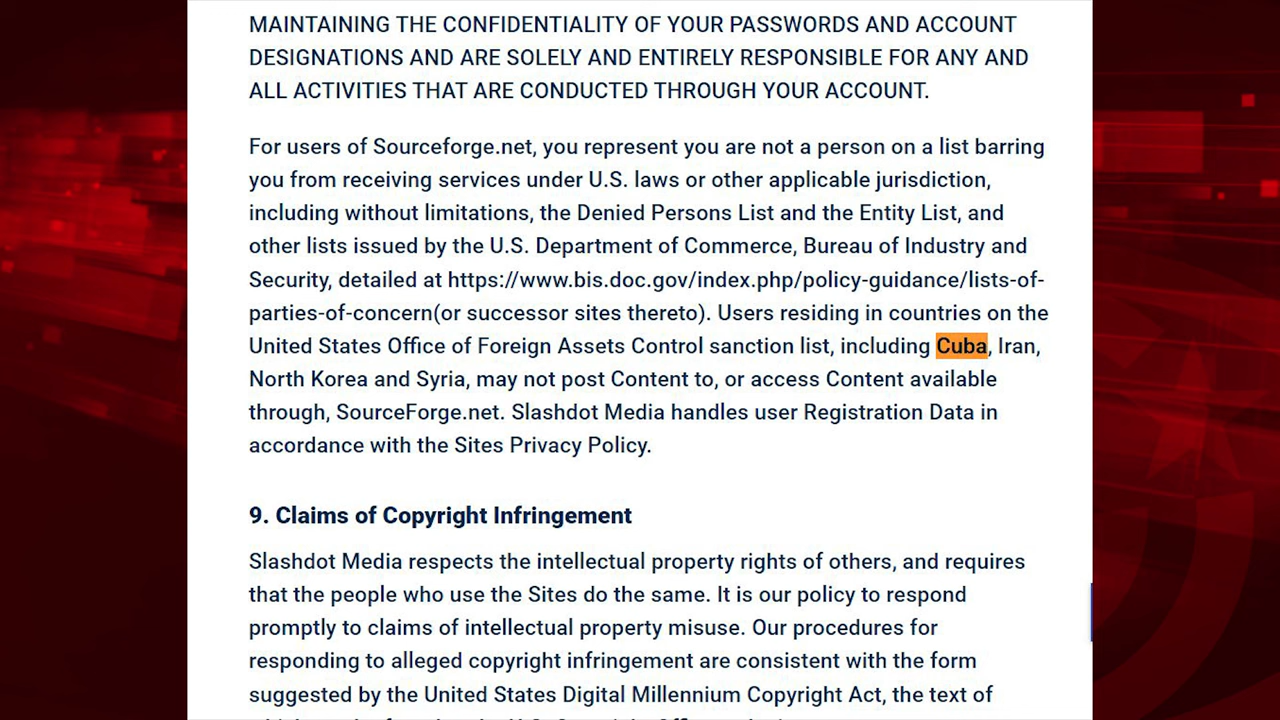 MAINTAINING THE CONFIDENTIALITY OF YOUR PASSWORDS AND ACCOUNT
DESIGNATIONS AND ARE SOLELY AND ENTIRELY RESPONSIBLE FOR ANY AND
ALL ACTIVITIES THAT ARE CONDUCTED THROUGH YOUR ACCOUNT.
For users of Sourceforge.net, you represent you are not a person on a list barring
you from receiving services under U.S. laws or other applicable jurisdiction,
including without limitations, the Denied Persons List and the Entity List, and
other lists issued by the U.S. Department of Commerce, Bureau of Industry and
Security, detailed at https://www.bis.doc.gov/index.php/policy-guidance/lists-of-
parties-of-concern(or successor sites thereto). Users residing in countries on the
United States Office of Foreign Assets Control sanction list, including Cuba, Iran,
North Korea and Syria, may not post Content to, or access Content available
through, SourceForge.net. Slashdot Media handles user Registration Data in
accordance with the Sites Privacy Policy.
9. Claims of Copyright Infringement
Slashdot Media respects the intellectual property rights of others, and requires
that the people who use the Sites do the same. It is our policy to respond
promptly to claims of intellectual property misuse. Our procedures for
responding to alleged copyright infringement are consistent with the form
suggested by the United States Digital Millennium Copyright Act, the text of